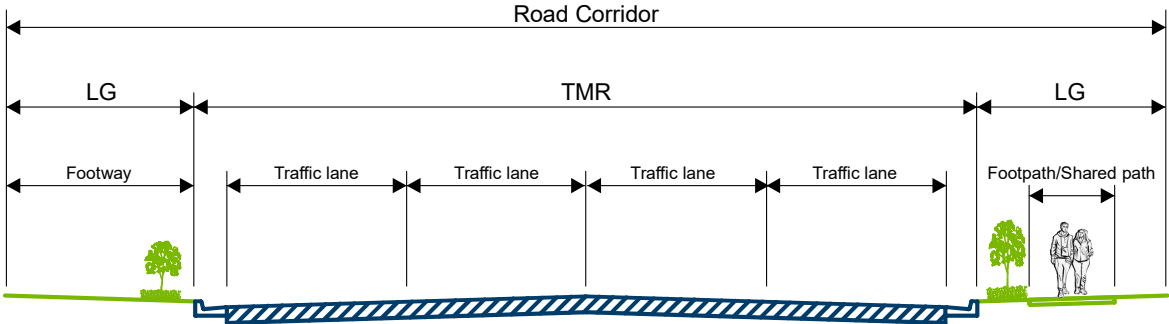 Road Corridor
LG
TMR
LG
Footway
Traffic lane
Traffic lane
Traffic lane
Traffic lane
Footpath/Shared path